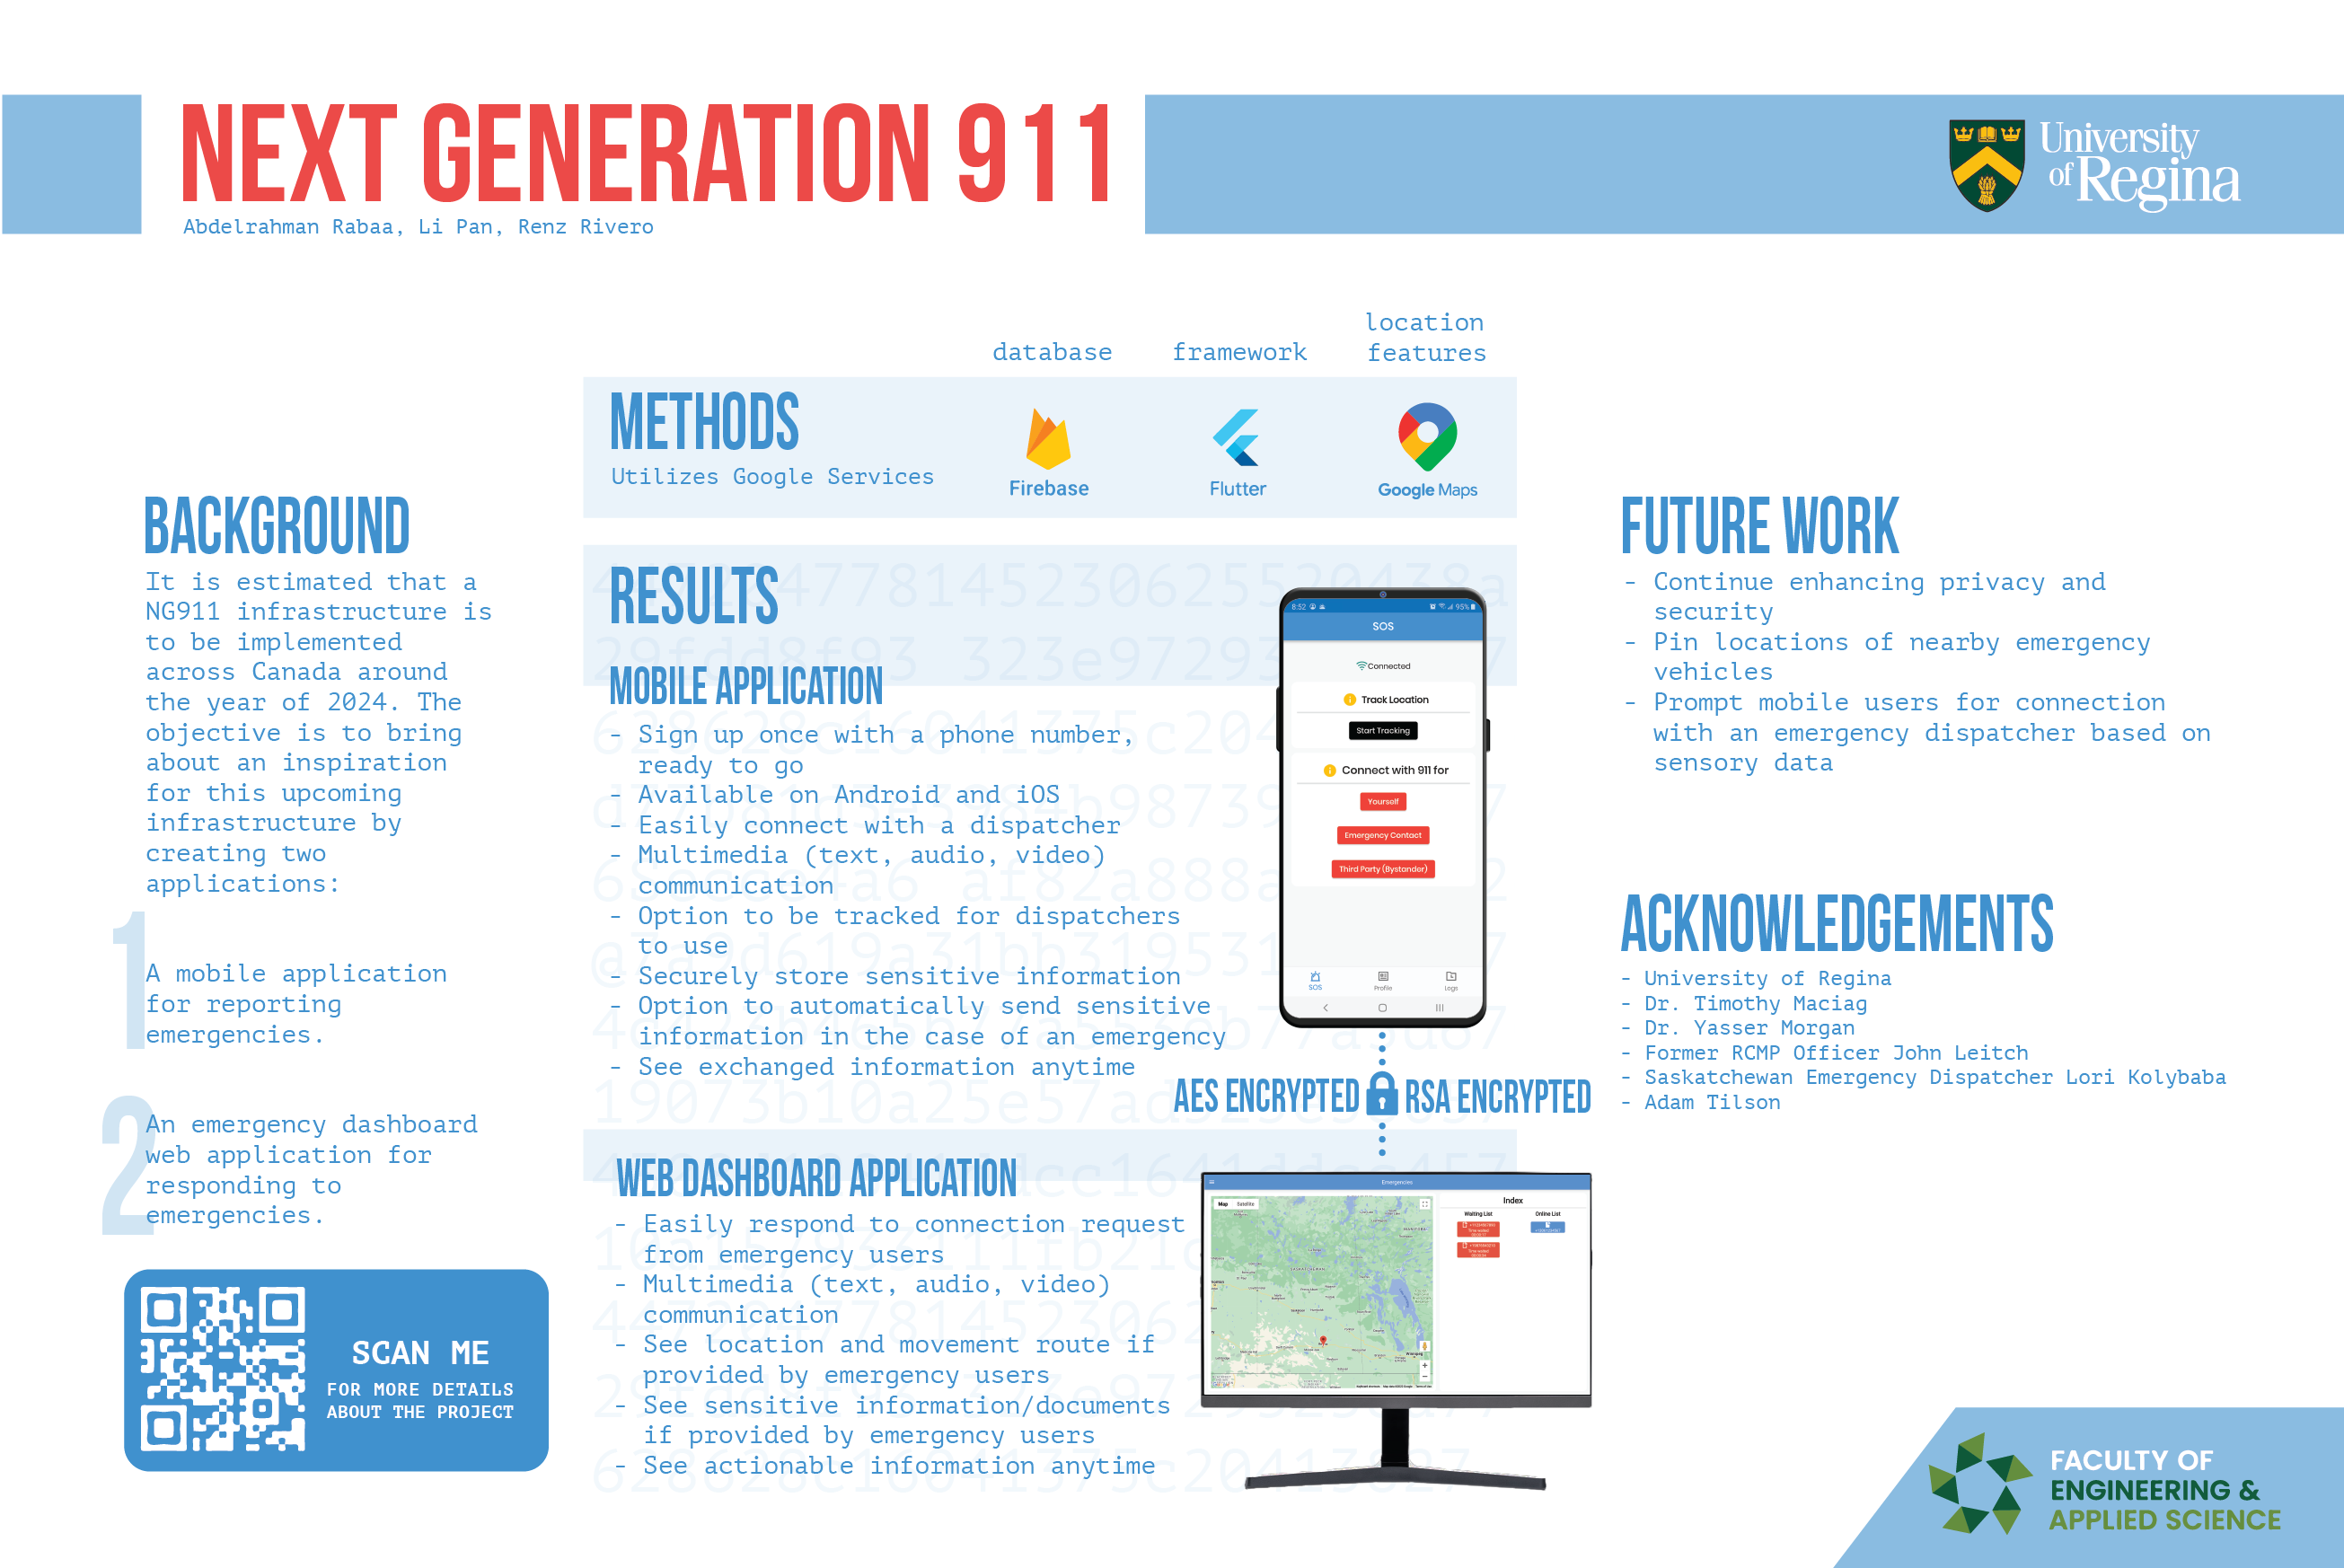 NEXT GENERATION 911
Abdelrahman Rabaa, Li Pan, Renz Rivero
University
of Regina
BACKGROUND
It is estimated that a
NG911 infrastructure is
to be implemented
across Canada around
the year of 2024. The
objective is to bring
about an inspiration
for this upcoming
infrastructure by
creating two
applications:
1
A mobile application
for reporting
emergencies.
2
An emergency dashboard
web application for
responding to
emergencies.
SCAN ME
FOR MORE DETAILS
ABOUT THE PROJECT
database
framework
location
features
METHODS
Utilizes Google Services
Firebase
Flutter
Google Maps
RESULTS
MOBILE APPLICATION
- Sign up once with a phone number,
ready to go
- Available on Android and iOS
- Easily connect with a dispatcher
- Multimedia (text, audio, video)
communication
- Option to be tracked for dispatchers
to use
- Securely store sensitive information
- Option to automatically send sensitive
information in the case of an emergency
- See exchanged information anytime
8:52
95%
SOS
Connected
Track Location
Start Tracking
Connect with 911 for
Yourself
Emergency Contact
Third Party (Bystander)
SOS
Profile
Logs
AES ENCRYPTED
RSA ENCRYPTED
WEB DASHBOARD APPLICATION
- Easily respond to connection request
from emergency users
- Multimedia (text, audio, video)
communication
- See location and movement route if
provided by emergency users
- See sensitive information/documents
if provided by emergency users
- See actionable information anytime
Emergencies
Map
Satellite
Index
Waiting List
Online List
FUTURE WORK
- Continue enhancing privacy and
security
- Pin locations of nearby emergency
vehicles
- Prompt mobile users for connection
with an emergency dispatcher based on
sensory data
ACKNOWLEDGEMENTS
- University of Regina
- Dr. Timothy Maciag
- Dr. Yasser Morgan
- Former RCMP Officer John Leitch
- Saskatchewan Emergency Dispatcher Lori Kolybaba
- Adam Tilson
FACULTY OF
ENGINEERING &
APPLIED SCIENCE